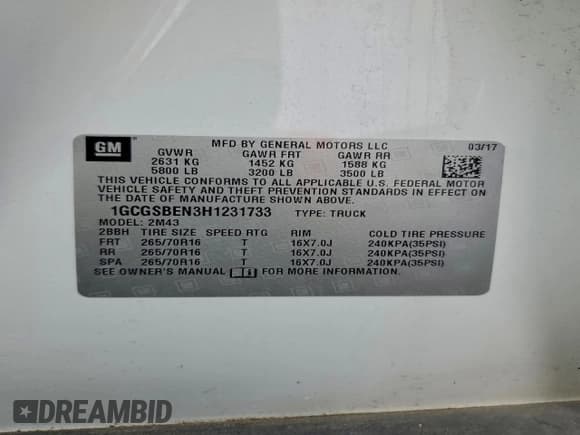 GM
MFD BY GENERAL MOTORS LLC 03/17
GVWR GAWR FRT GAWR RR
2631 KG 1452 KG 1588 KG
5800 LB 3200 LB 3500 LB
THIS VEHICLE CONFORMS TO ALL APPLICABLE U.S. FEDERAL MOTOR
VEHICLE SAFETY AND THEFT PREVENTION STANDARDS IN EFFECT ON
THE DATE OF MANUFACTURE SHOWN ABOVE.
1GCGSBEN3H1231733 TYPE: TRUCK
MODEL: 2M43
2BBH TIRE SIZE SPEED RTG RIM COLD TIRE PRESSURE
FRT 265/70R16 T 16X7.0J 240KPA(35PSI)
RR 265/70R16 T 16X7.0J 240KPA(35PSI)
SPA 265/70R16 T 16X7.0J 240KPA(35PSI)
SEE OWNER'S MANUAL FOR MORE INFORMATION.
DREAMBID